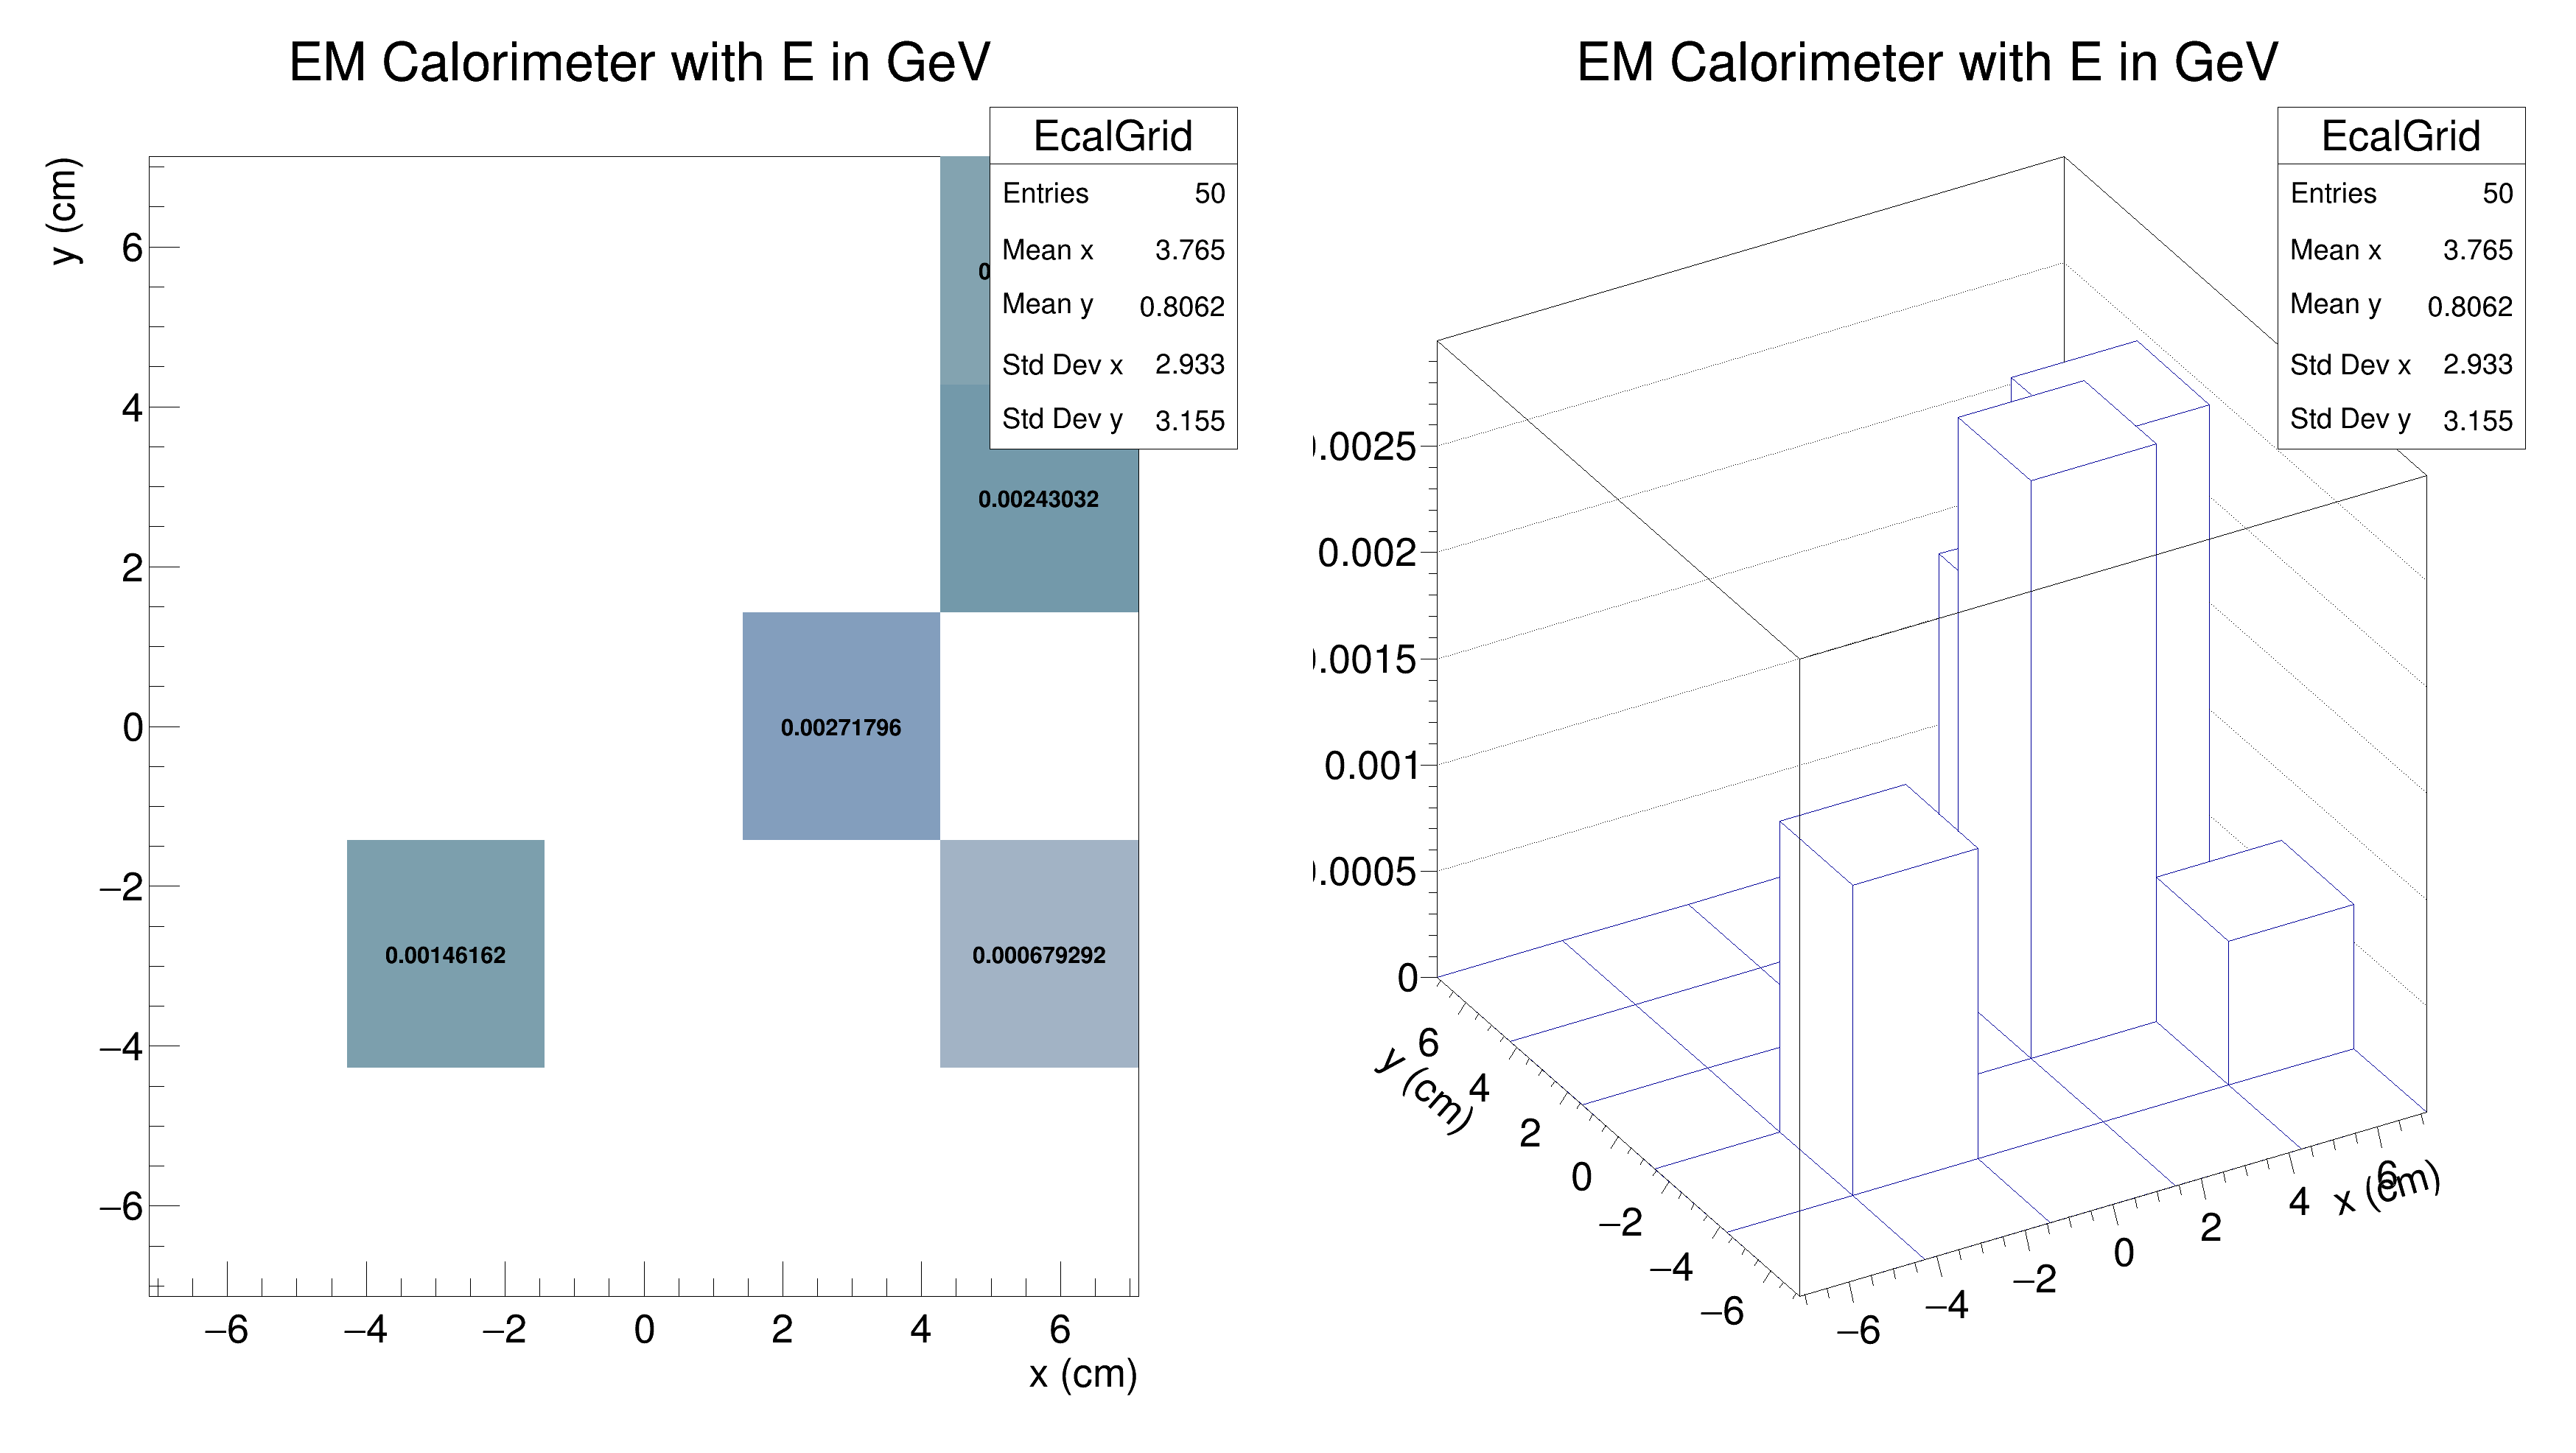 EM Calorimeter with E in GeV
EcalGrid
Entries 50
Mean x 3.765
Mean y 0.8062
Std Dev x 2.933
Std Dev y 3.155
y (cm)
6
4
2
0
−2
−4
−6
0.00243032
0.00271796
0.00146162
0.000679292
−6 −4 −2 0 2 4 6
x (cm)
EM Calorimeter with E in GeV
EcalGrid
Entries 50
Mean x 3.765
Mean y 0.8062
Std Dev x 2.933
Std Dev y 3.155
.0025
0.002
.0015
0.001
.0005
0
6
4
2
0
−2
−4
−6
y (cm)
−6 −4 −2 0 2 4 6
x (cm)